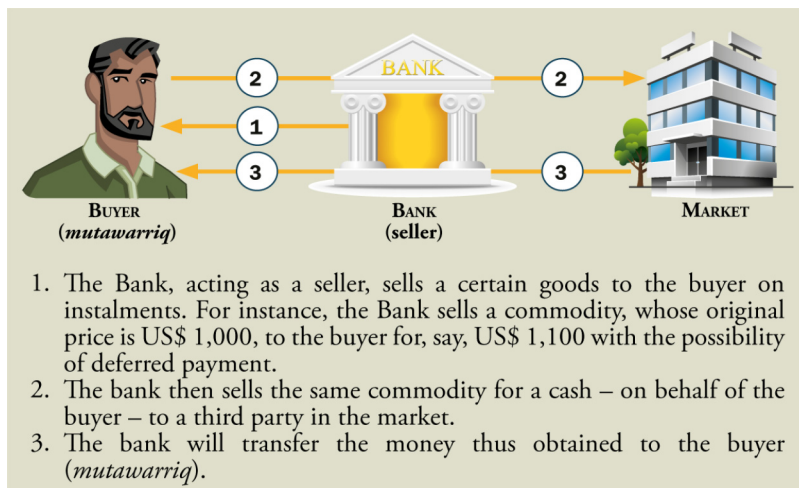 BANK
2
2
1
3
3
BUYER
(mutawarriq)
BANK
(seller)
MARKET
1. The Bank, acting as a seller, sells a certain goods to the buyer on
instalments. For instance, the Bank sells a commodity, whose original
price is US$ 1,000, to the buyer for, say, US$ 1,100 with the possibility
of deferred payment.
2. The bank then sells the same commodity for a cash – on behalf of the
buyer – to a third party in the market.
3. The bank will transfer the money thus obtained to the buyer
(mutawarriq).